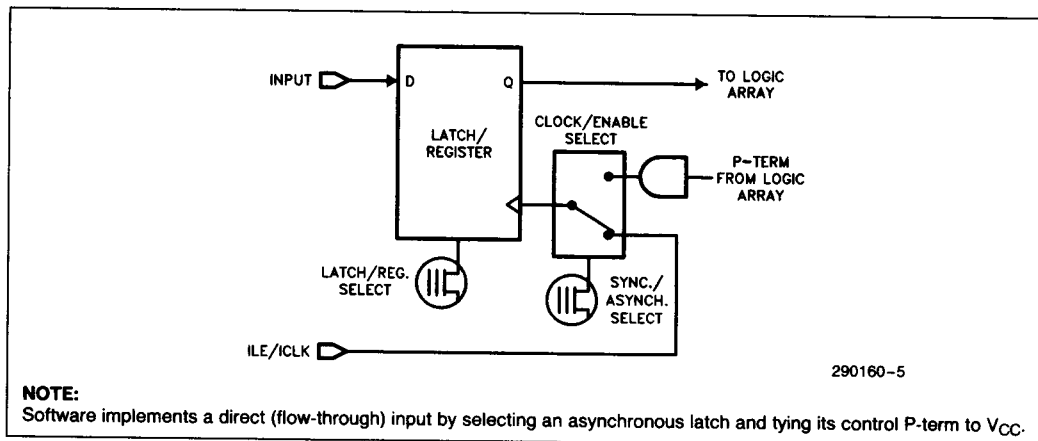 INPUT
D
Q
TO LOGIC
ARRAY
LATCH/
REGISTER
CLOCK/ENABLE
SELECT
P-TERM
FROM LOGIC
ARRAY
LATCH/REG.
SELECT
SYNC./
ASYNCH.
SELECT
ILE/ICLK
290160-5
NOTE:
Software implements a direct (flow-through) input by selecting an asynchronous latch and tying its control P-term to VCC.